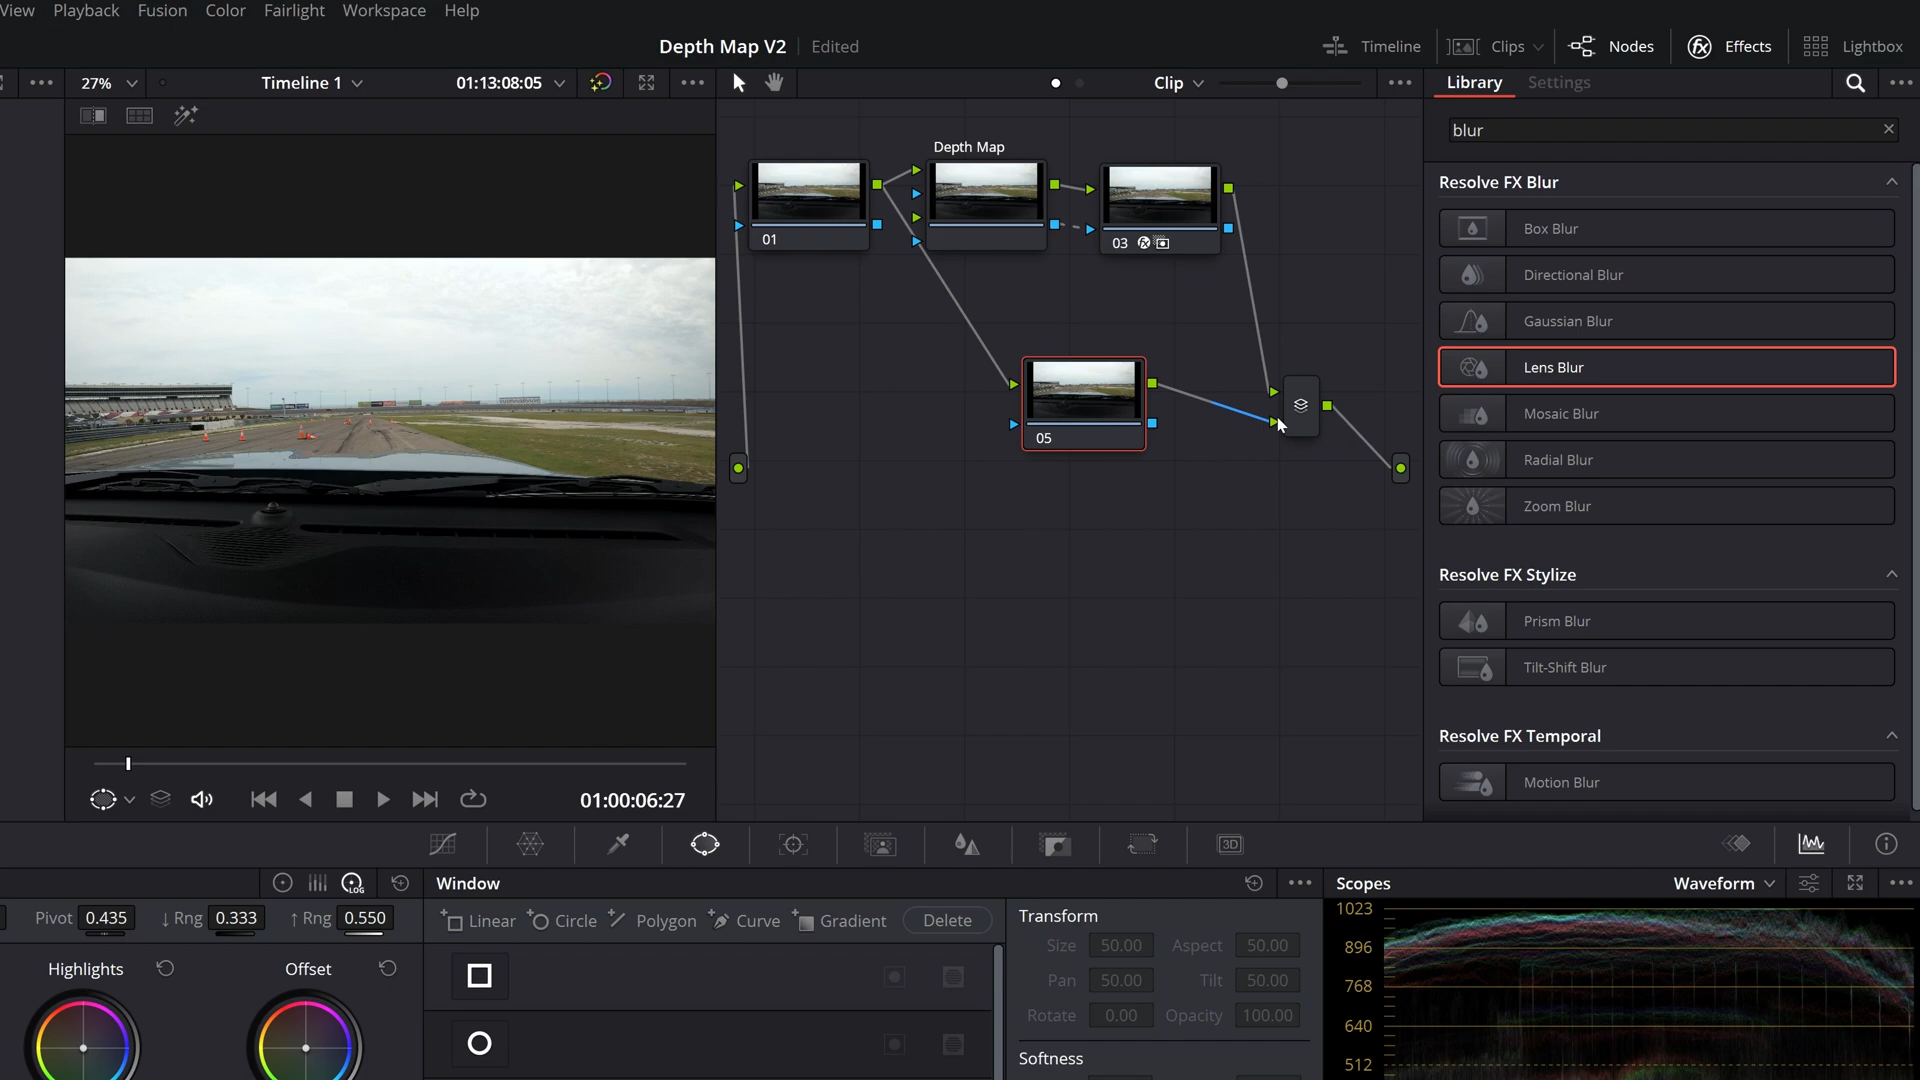 View Playback Fusion Color Fairlight Workspace Help
Depth Map V2 Edited
Timeline Clips Nodes Effects Lightbox
27% Timeline 1 01:13:08:05 Clip Library Settings
blur
Depth Map
01
03
05
Resolve FX Blur
Box Blur
Directional Blur
Gaussian Blur
Lens Blur
Mosaic Blur
Radial Blur
Zoom Blur
Resolve FX Stylize
Prism Blur
Tilt-Shift Blur
Resolve FX Temporal
Motion Blur
01:00:06:27
3D
LOG
Window
Scopes Waveform
Pivot 0.435 ↓ Rng 0.333 ↑ Rng 0.550
Linear Circle Polygon Curve Gradient Delete
Highlights Offset
Transform
Size 50.00 Aspect 50.00
Pan 50.00 Tilt 50.00
Rotate 0.00 Opacity 100.00
Softness
1023
896
768
640
512